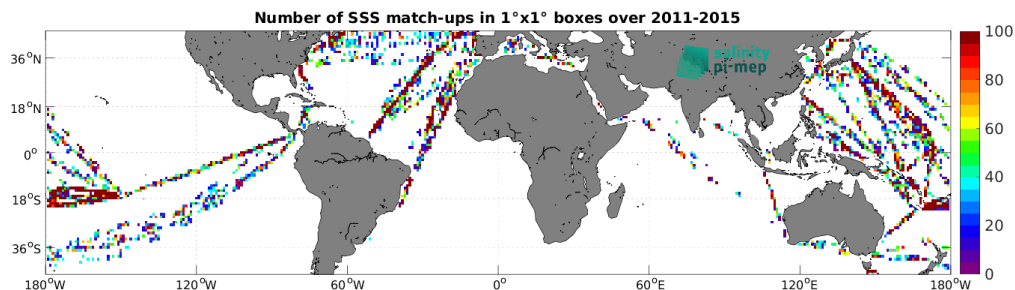 Number of SSS match-ups in 1°x1° boxes over 2011-2015
100
36°N
salinity
pi-mep
80
18°N
60
0°
40
18°S
20
36°S
0
180°W 120°W 60°W 0° 60°E 120°E 180°W